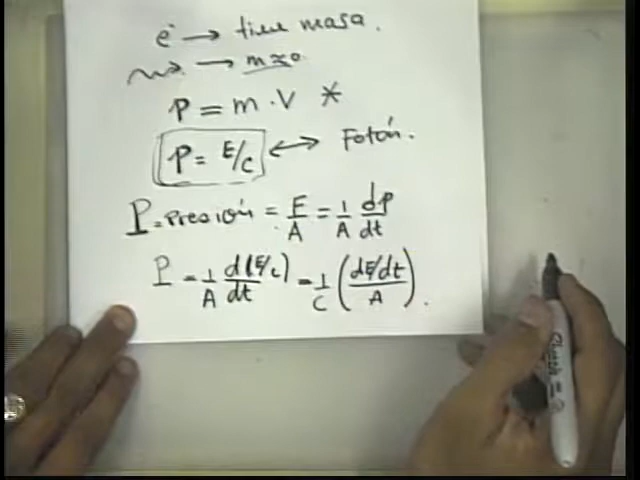 e⁻ → tiene masa.
→ m=0
p = m · V *
p = E/c ↔ Fotón.
P = Presión = F/A = 1/A dp/dt
P = 1/A d(E/c)/dt = 1/c (dE/dt / A).